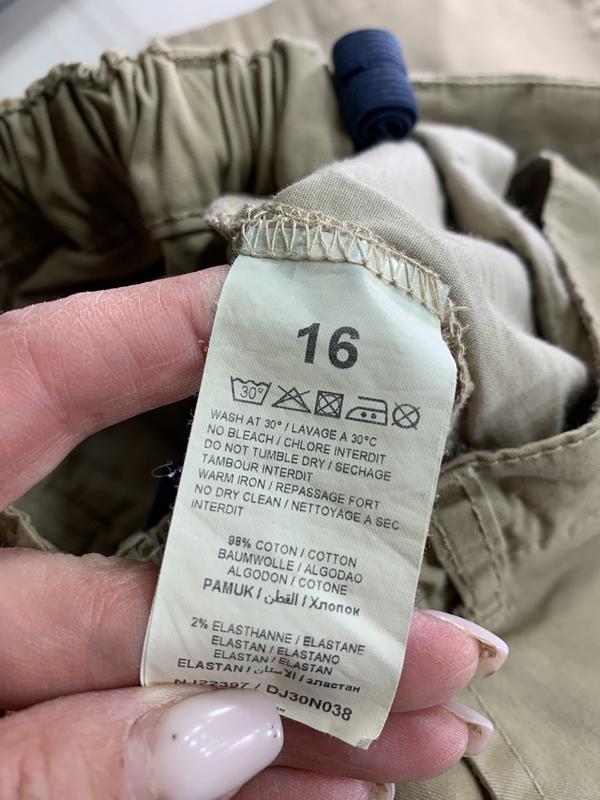 16
30°
WASH AT 30° / LAVAGE A 30°C
NO BLEACH / CHLORE INTERDIT
DO NOT TUMBLE DRY / SECHAGE
TAMBOUR INTERDIT
WARM IRON / REPASSAGE FORT
NO DRY CLEAN / NETTOYAGE A SEC
INTERDIT
98% COTON / COTTON
BAUMWOLLE / ALGODAO
ALGODON / COTONE
PAMUK / القطن / Хлопок
2% ELASTHANNE / ELASTANE
ELASTAN / ELASTANO
ELASTAN / ELASTAN
ELASTAN / الاستان / эластан
NJ22397 / DJ30N038